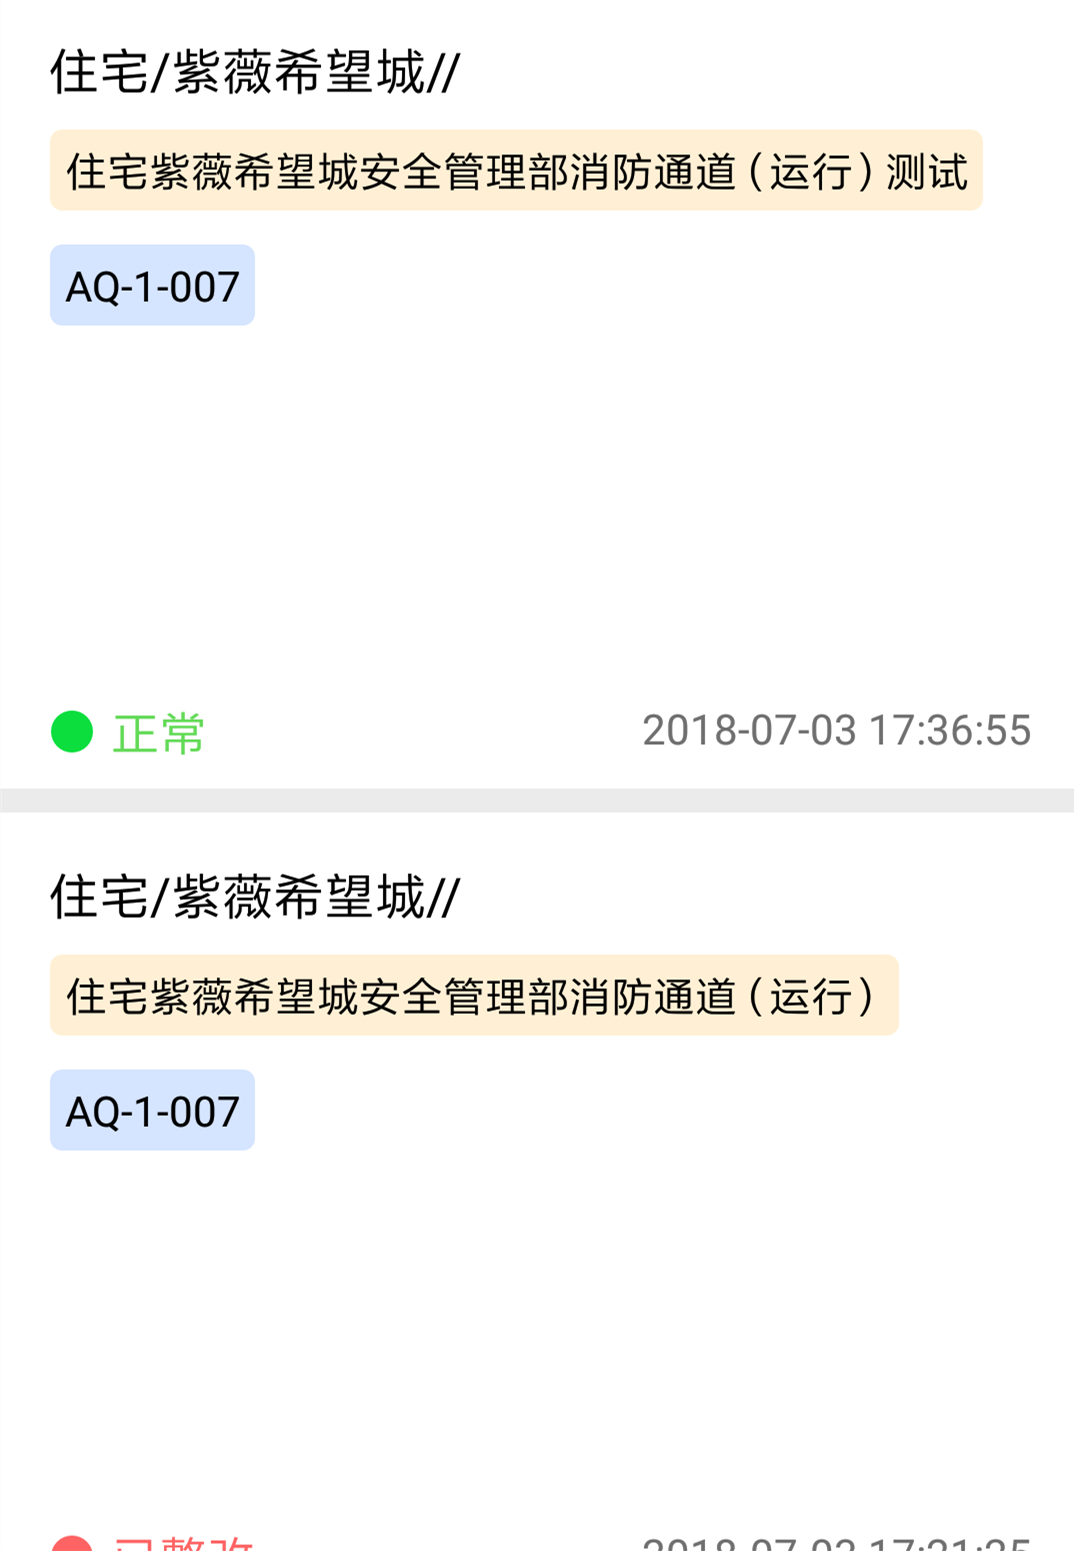 住宅/紫薇希望城//
住宅紫薇希望城安全管理部消防通道（运行）测试
AQ-1-007
正常
2018-07-03 17:36:55
住宅/紫薇希望城//
住宅紫薇希望城安全管理部消防通道（运行）
AQ-1-007
已整改